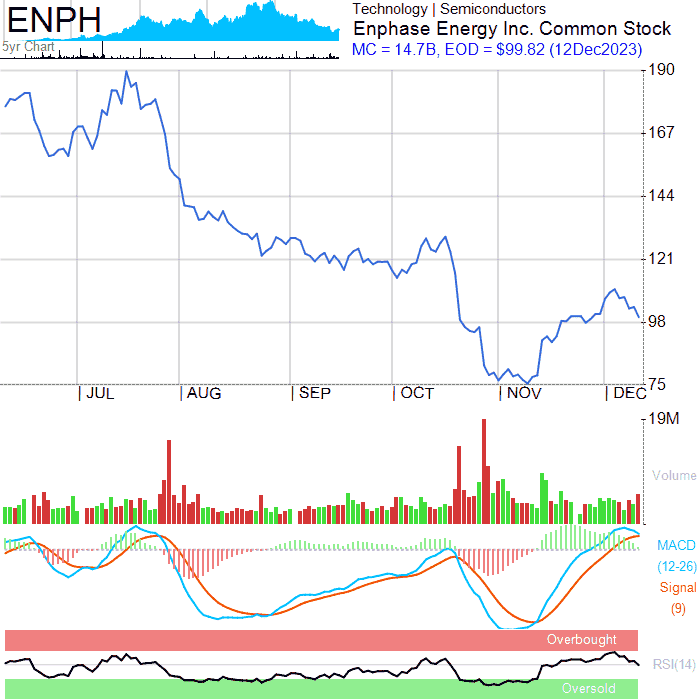 ENPH
5yr Chart
Technology | Semiconductors
Enphase Energy Inc. Common Stock
MC = 14.7B, EOD = $99.82 (12Dec2023)
190
167
144
121
98
75
| JUL | AUG | SEP | OCT | NOV | DEC
19M
Volume
MACD
(12-26)
Signal
(9)
Overbought
RSI(14)
Oversold